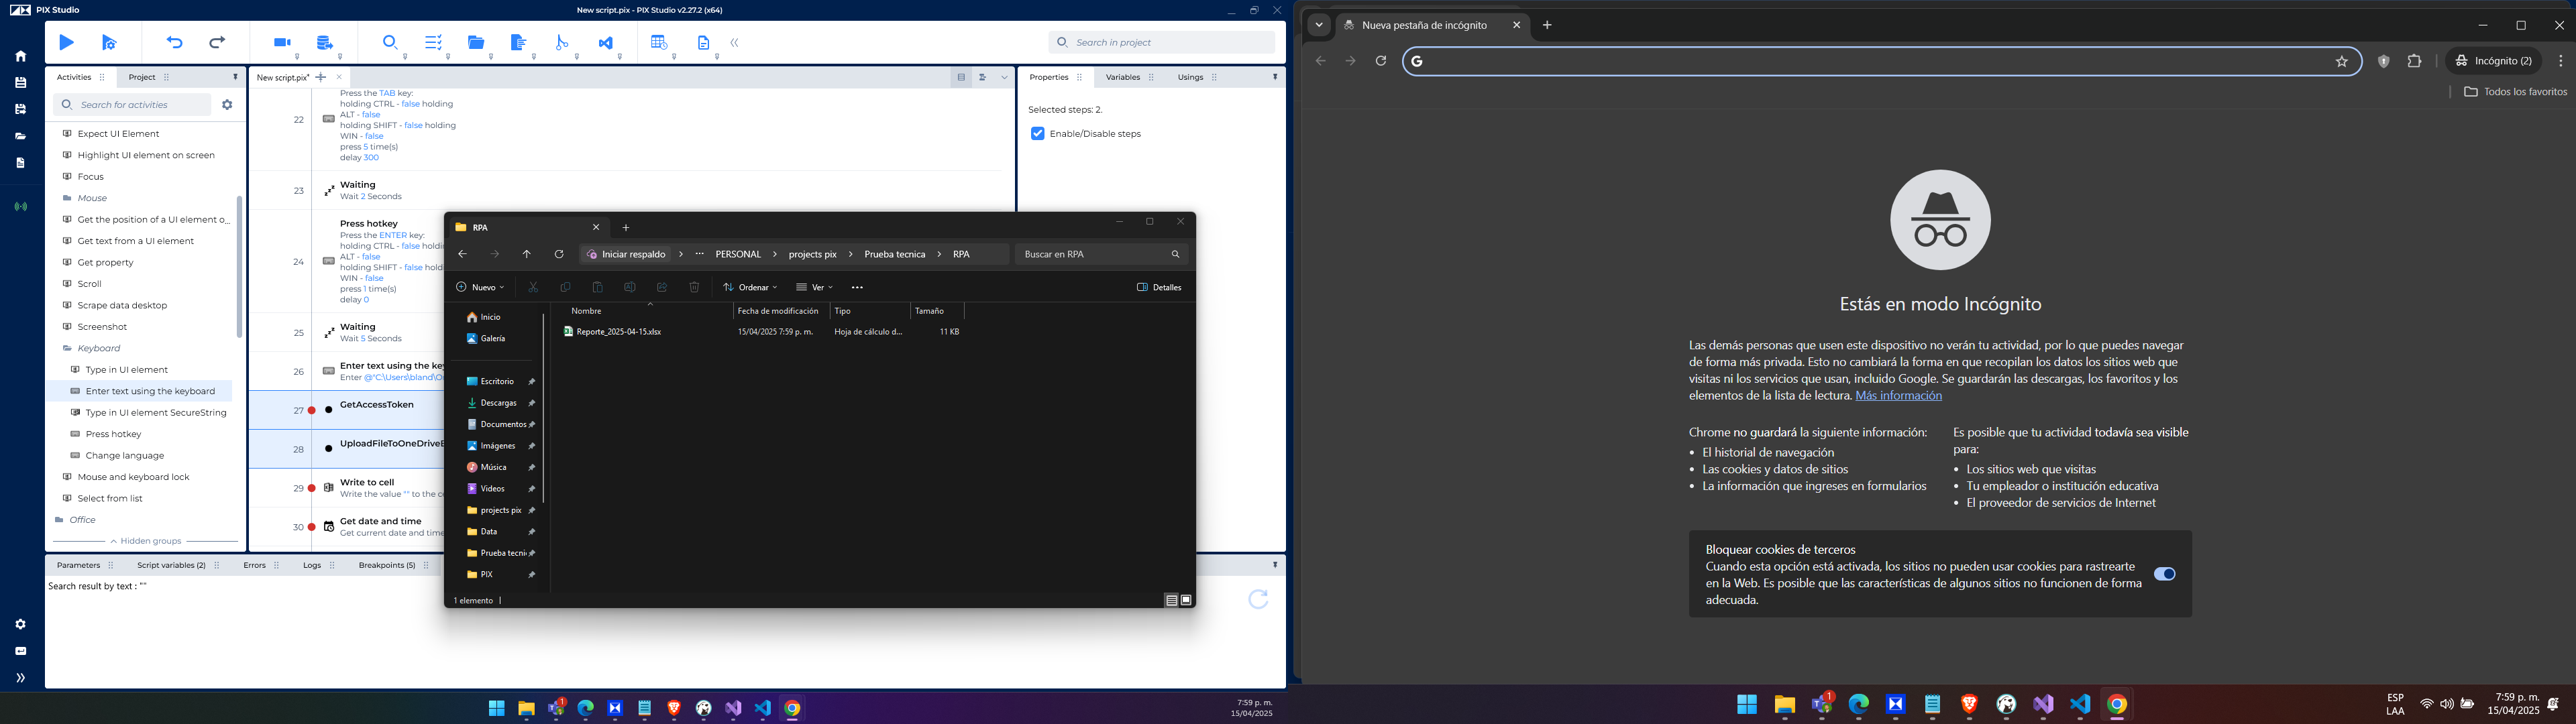 PIX Studio
New script.pix - PIX Studio v2.27.2 (x64)
Search in project
Activities
Project
Search for activities
Expect UI Element
Highlight UI element on screen
Focus
Mouse
Get the position of a UI element o...
Get text from a UI element
Get property
Scroll
Scrape data desktop
Screenshot
Keyboard
Type in UI element
Enter text using the keyboard
Type in UI element SecureString
Press hotkey
Change language
Mouse and keyboard lock
Select from list
Office
Hidden groups
New script.pix*
22
Press the TAB key:
holding CTRL - false holding
ALT - false
holding SHIFT - false holding
WIN - false
press 5 time(s)
delay 300
23
Waiting
Wait 2 Seconds
24
Press hotkey
Press the ENTER key:
holding CTRL - false holdin
ALT - false
holding SHIFT - false holdi
WIN - false
press 1 time(s)
delay 0
25
Waiting
Wait 5 Seconds
26
Enter text using the key
Enter @"C:\Users\bland\O
27
GetAccessToken
28
UploadFileToOneDrive
29
Write to cell
Write the value "" to the c
30
Get date and time
Get current date and time
Properties
Variables
Usings
Selected steps: 2.
Enable/Disable steps
Parameters
Script variables (2)
Errors
Logs
Breakpoints (5)
Search result by text : ""
RPA
Iniciar respaldo
PERSONAL
projects pix
Prueba tecnica
RPA
Buscar en RPA
Nuevo
Ordenar
Ver
Detalles
Nombre
Fecha de modificación
Tipo
Tamaño
Reporte_2025-04-15.xlsx
15/04/2025 7:59 p. m.
Hoja de cálculo d...
11 KB
Inicio
Galería
Escritorio
Descargas
Documentos
Imágenes
Música
Videos
projects pix
Data
Prueba tecni
PIX
1 elemento
1
7:59 p. m.
15/04/2025
Nueva pestaña de incógnito
G
Incógnito (2)
Todos los favoritos
Estás en modo Incógnito
Las demás personas que usen este dispositivo no verán tu actividad, por lo que puedes navegar
de forma más privada. Esto no cambiará la forma en que recopilan los datos los sitios web que
visitas ni los servicios que usan, incluido Google. Se guardarán las descargas, los favoritos y los
elementos de la lista de lectura. Más información
Chrome no guardará la siguiente información:
• El historial de navegación
• Las cookies y datos de sitios
• La información que ingreses en formularios
Es posible que tu actividad todavía sea visible
para:
• Los sitios web que visitas
• Tu empleador o institución educativa
• El proveedor de servicios de Internet
Bloquear cookies de terceros
Cuando esta opción está activada, los sitios no pueden usar cookies para rastrearte
en la Web. Es posible que las características de algunos sitios no funcionen de forma
adecuada.
1
ESP
LAA
7:59 p. m.
15/04/2025